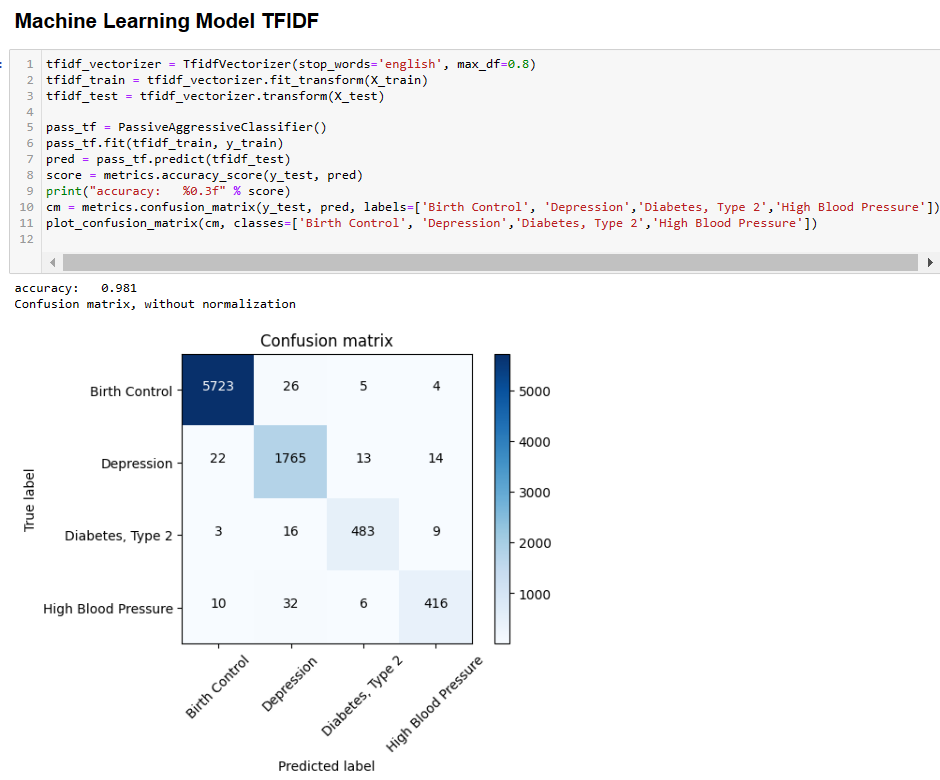 Machine Learning Model TFIDF
:
1 tfidf_vectorizer = TfidfVectorizer(stop_words='english', max_df=0.8)
2 tfidf_train = tfidf_vectorizer.fit_transform(X_train)
3 tfidf_test = tfidf_vectorizer.transform(X_test)
4
5 pass_tf = PassiveAggressiveClassifier()
6 pass_tf.fit(tfidf_train, y_train)
7 pred = pass_tf.predict(tfidf_test)
8 score = metrics.accuracy_score(y_test, pred)
9 print("accuracy:   %0.3f" % score)
10 cm = metrics.confusion_matrix(y_test, pred, labels=['Birth Control', 'Depression','Diabetes, Type 2','High Blood Pressure'])
11 plot_confusion_matrix(cm, classes=['Birth Control', 'Depression','Diabetes, Type 2','High Blood Pressure'])
12
accuracy:   0.981
Confusion matrix, without normalization
Confusion matrix
True label
Birth Control 5723 26 5 4
Depression 22 1765 13 14
Diabetes, Type 2 3 16 483 9
High Blood Pressure 10 32 6 416
Birth Control
Depression
Diabetes, Type 2
High Blood Pressure
Predicted label
5000
4000
3000
2000
1000